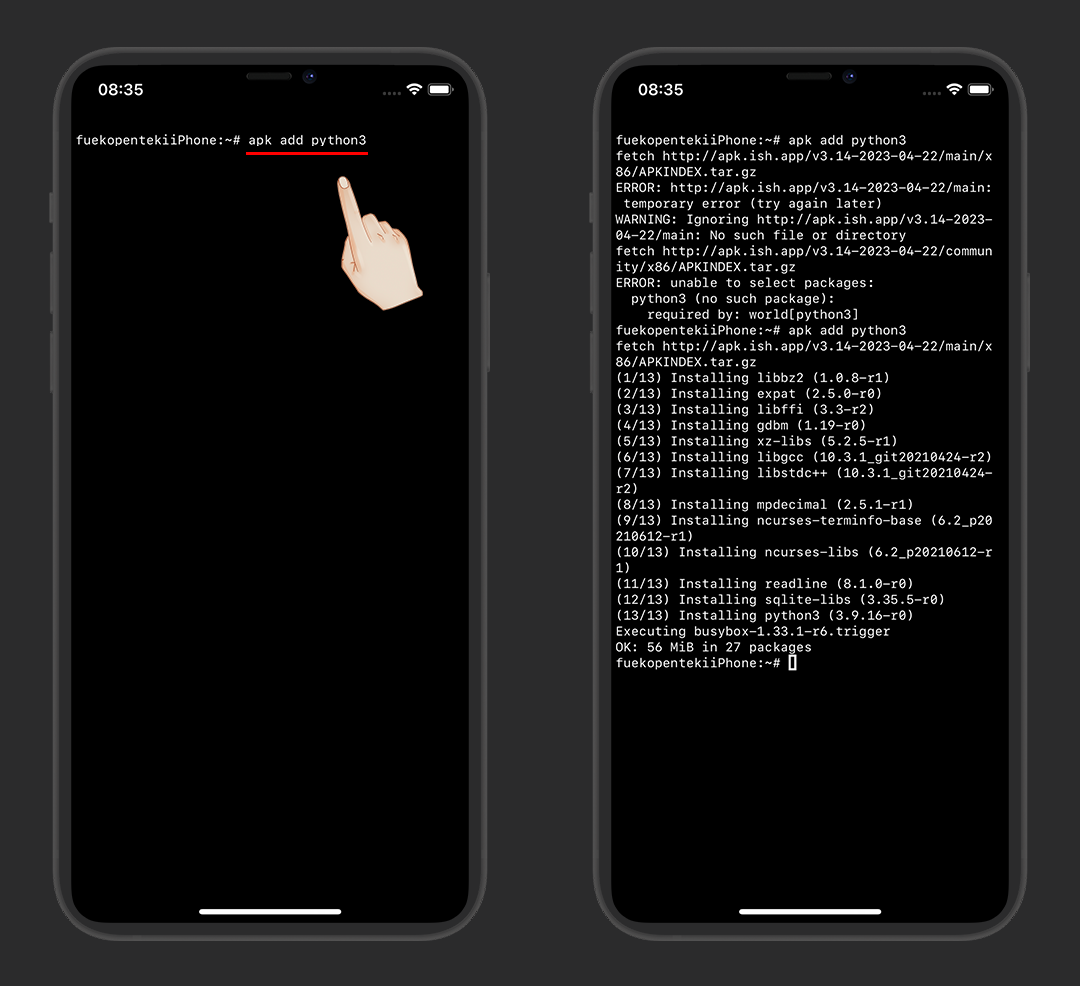 08:35
fuekopentekiiPhone:~# apk add python3
08:35
fuekopentekiiPhone:~# apk add python3
fetch http://apk.ish.app/v3.14-2023-04-22/main/x
86/APKINDEX.tar.gz
ERROR: http://apk.ish.app/v3.14-2023-04-22/main:
 temporary error (try again later)
WARNING: Ignoring http://apk.ish.app/v3.14-2023-
04-22/main: No such file or directory
fetch http://apk.ish.app/v3.14-2023-04-22/commun
ity/x86/APKINDEX.tar.gz
ERROR: unable to select packages:
  python3 (no such package):
    required by: world[python3]
fuekopentekiiPhone:~# apk add python3
fetch http://apk.ish.app/v3.14-2023-04-22/main/x
86/APKINDEX.tar.gz
(1/13) Installing libbz2 (1.0.8-r1)
(2/13) Installing expat (2.5.0-r0)
(3/13) Installing libffi (3.3-r2)
(4/13) Installing gdbm (1.19-r0)
(5/13) Installing xz-libs (5.2.5-r1)
(6/13) Installing libgcc (10.3.1_git20210424-r2)
(7/13) Installing libstdc++ (10.3.1_git20210424-
r2)
(8/13) Installing mpdecimal (2.5.1-r1)
(9/13) Installing ncurses-terminfo-base (6.2_p20
210612-r1)
(10/13) Installing ncurses-libs (6.2_p20210612-r
1)
(11/13) Installing readline (8.1.0-r0)
(12/13) Installing sqlite-libs (3.35.5-r0)
(13/13) Installing python3 (3.9.16-r0)
Executing busybox-1.33.1-r6.trigger
OK: 56 MiB in 27 packages
fuekopentekiiPhone:~#